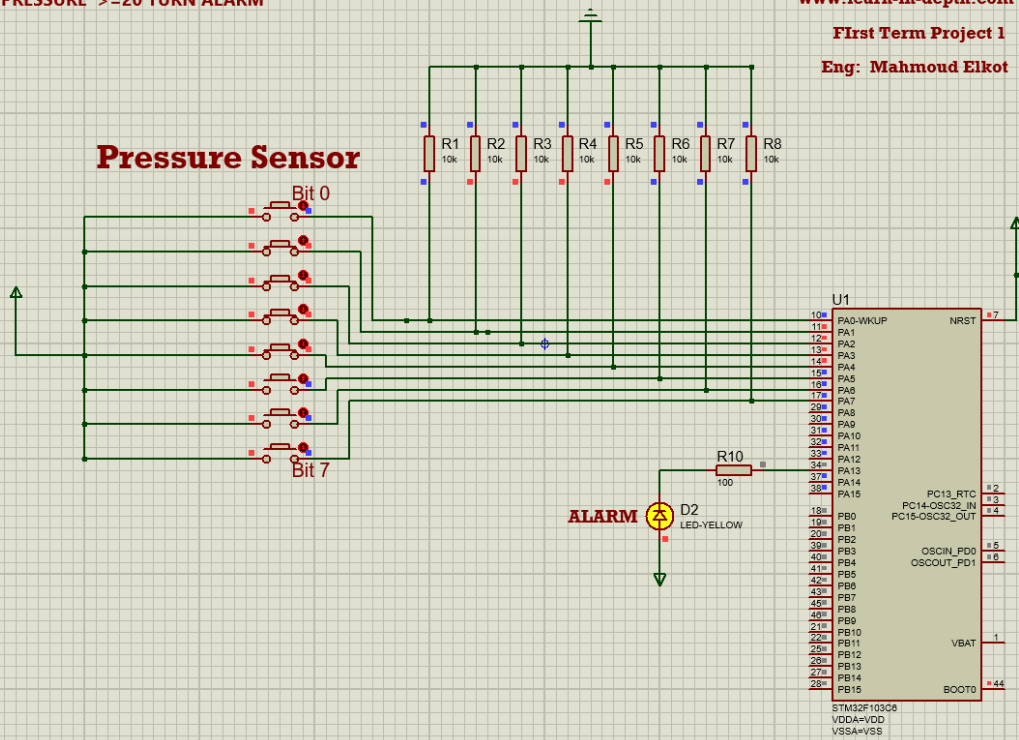 PRESSURE >=20 TURN ALARM
www.learn-in-depth.com
FIrst Term Project 1
Eng: Mahmoud Elkot
Pressure Sensor
Bit 0
Bit 7
R1
10k
R2
10k
R3
10k
R4
10k
R5
10k
R6
10k
R7
10k
R8
10k
R10
100
ALARM
D2
LED-YELLOW
U1
10 PA0-WKUP
11 PA1
12 PA2
13 PA3
14 PA4
15 PA5
16 PA6
17 PA7
29 PA8
30 PA9
31 PA10
32 PA11
33 PA12
34 PA13
37 PA14
38 PA15
18 PB0
19 PB1
20 PB2
39 PB3
40 PB4
41 PB5
42 PB6
43 PB7
45 PB8
46 PB9
21 PB10
22 PB11
25 PB12
26 PB13
27 PB14
28 PB15
NRST 7
PC13_RTC 2
PC14-OSC32_IN 3
PC15-OSC32_OUT 4
OSCIN_PD0 5
OSCOUT_PD1 6
VBAT 1
BOOT0 44
STM32F103C6
VDDA=VDD
VSSA=VSS